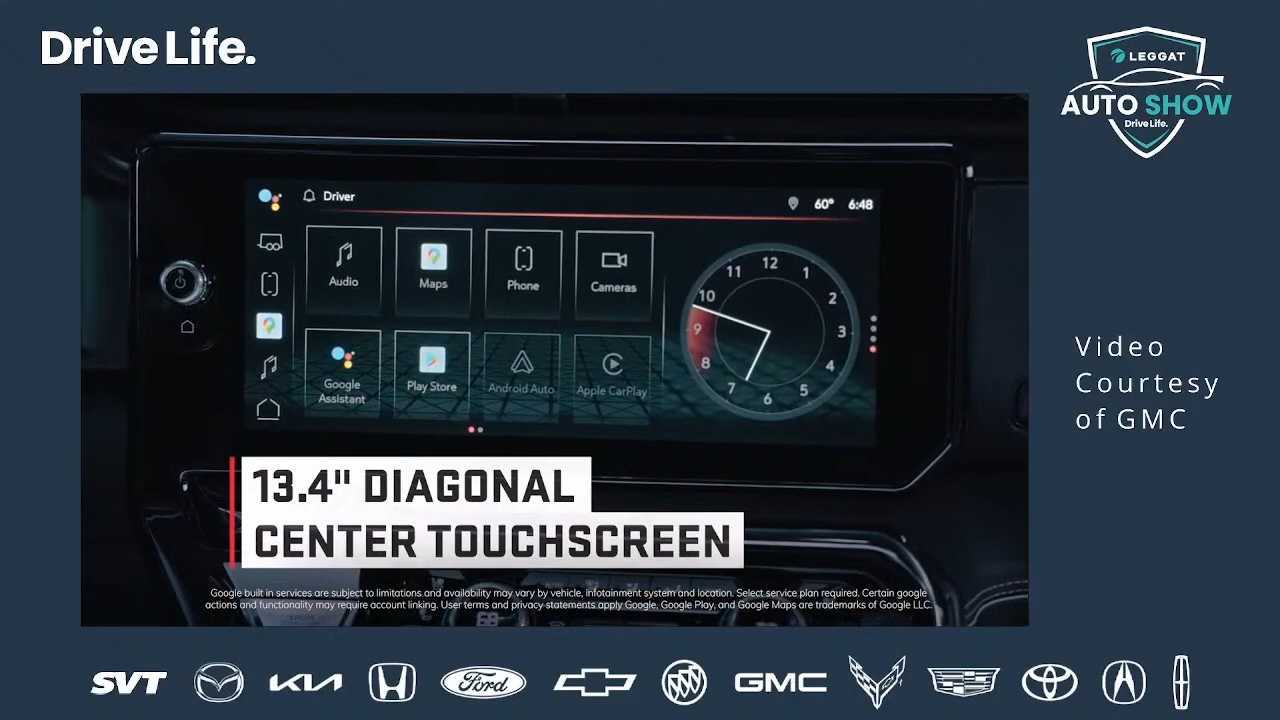 Drive Life.
LEGGAT
AUTO SHOW
Drive Life.
Driver
60° 6:48
Audio
Maps
Phone
Cameras
Google
Assistant
Play Store
Android Auto
Apple CarPlay
12
1
2
3
4
5
6
7
8
9
10
11
Video
Courtesy
of GMC
13.4" DIAGONAL
CENTER TOUCHSCREEN
Google built in services are subject to limitations and availability may vary by vehicle, infotainment system and location. Select service plan required. Certain google
actions and functionality may require account linking. User terms and privacy statements apply Google, Google Play, and Google Maps are trademarks of Google LLC.
SVT
KIA
Ford
GMC